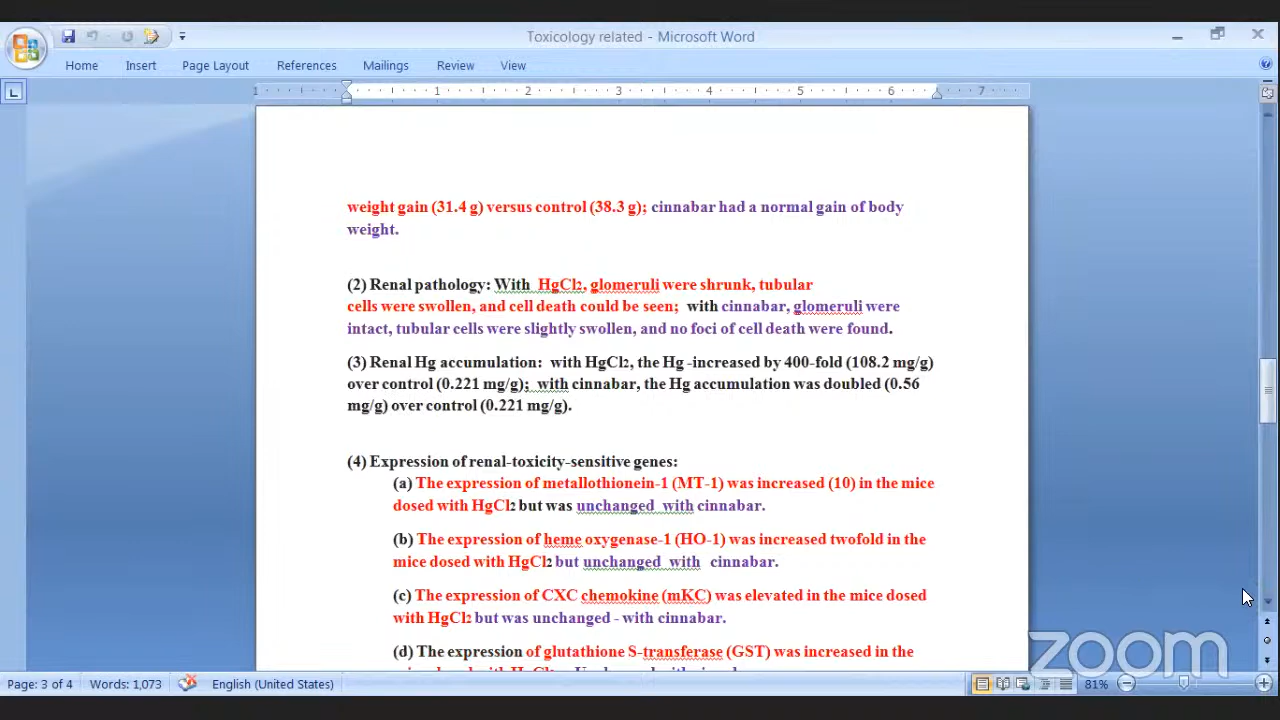 Toxicology related - Microsoft Word
Home Insert Page Layout References Mailings Review View
1 1 2 3 4 5 6 7
weight gain (31.4 g) versus control (38.3 g); cinnabar had a normal gain of body
weight.
(2) Renal pathology: With HgCl2, glomeruli were shrunk, tubular
cells were swollen, and cell death could be seen; with cinnabar, glomeruli were
intact, tubular cells were slightly swollen, and no foci of cell death were found.
(3) Renal Hg accumulation: with HgCl2, the Hg -increased by 400-fold (108.2 mg/g)
over control (0.221 mg/g); with cinnabar, the Hg accumulation was doubled (0.56
mg/g) over control (0.221 mg/g).
(4) Expression of renal-toxicity-sensitive genes:
(a) The expression of metallothionein-1 (MT-1) was increased (10) in the mice
dosed with HgCl2 but was unchanged with cinnabar.
(b) The expression of heme oxygenase-1 (HO-1) was increased twofold in the
mice dosed with HgCl2 but unchanged with cinnabar.
(c) The expression of CXC chemokine (mKC) was elevated in the mice dosed
with HgCl2 but was unchanged - with cinnabar.
(d) The expression of glutathione S-transferase (GST) was increased in the
zoom
Page: 3 of 4 Words: 1,073 English (United States) 81%